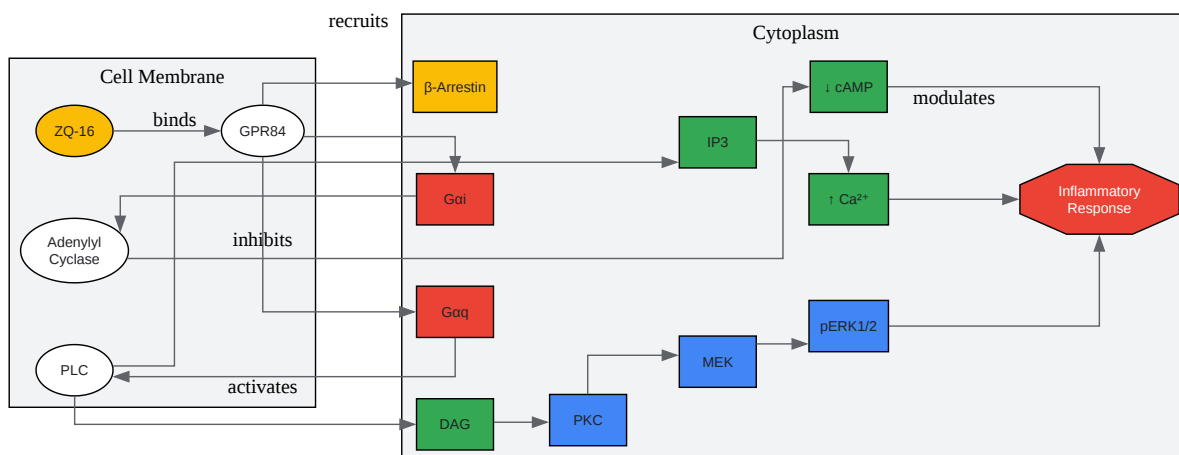 recruits
Cytoplasm
Cell Membrane
β-Arrestin
↓ cAMP
modulates
ZQ-16
binds
GPR84
IP3
Gαi
↑ Ca²⁺
Inflammatory
Response
Adenylyl
Cyclase
inhibits
Gαq
pERK1/2
MEK
PLC
activates
DAG
PKC